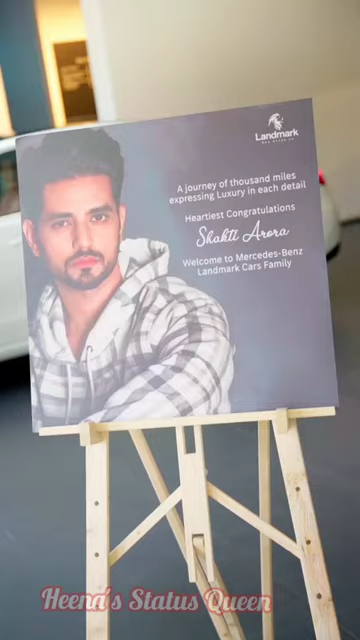 Landmark
A journey of thousand miles
expressing Luxury in each detail
Heartiest Congratulations
Shakti Arora
Welcome to Mercedes-Benz
Landmark Cars Family
Heena's Status Queen